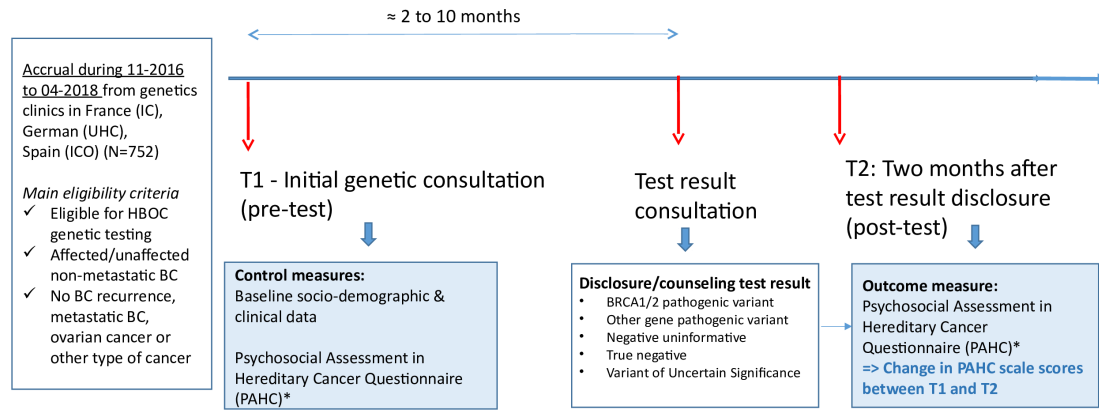 ≈ 2 to 10 months
Accrual during 11-2016
to 04-2018 from genetics
clinics in France (IC),
German (UHC),
Spain (ICO) (N=752)
Main eligibility criteria
✓ Eligible for HBOC
genetic testing
✓ Affected/unaffected
non-metastatic BC
✓ No BC recurrence,
metastatic BC,
ovarian cancer or
other type of cancer
T1 - Initial genetic consultation
(pre-test)
Control measures:
Baseline socio-demographic &
clinical data
Psychosocial Assessment in
Hereditary Cancer Questionnaire
(PAHC)*
Test result
consultation
Disclosure/counseling test result
• BRCA1/2 pathogenic variant
• Other gene pathogenic variant
• Negative uninformative
• True negative
• Variant of Uncertain Significance
T2: Two months after
test result disclosure
(post-test)
Outcome measure:
Psychosocial Assessment in
Hereditary Cancer
Questionnaire (PAHC)*
=> Change in PAHC scale scores
between T1 and T2